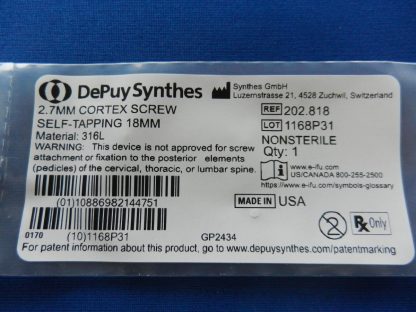 DePuy Synthes
Synthes GmbH
Luzernstrasse 21, 4528 Zuchwil, Switzerland
2.7MM CORTEX SCREW
SELF-TAPPING 18MM
Material: 316L
REF 202.818
LOT 1168P31
NONSTERILE
Qty: 1
WARNING: This device is not approved for screw
attachment or fixation to the posterior elements
(pedicles) of the cervical, thoracic, or lumbar spine.
www.e-ifu.com
US/CANADA 800-255-2500
https://www.e-ifu.com/symbols-glossary
(01)10886982144751
MADE IN USA
0170
(10)1168P31
GP2434
2
Rx Only
For patent information about this product, go to www.depuysynthes.com/patentmarking